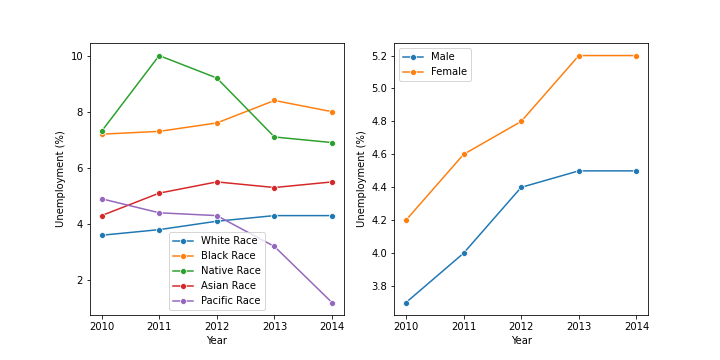 10
8
6
4
2
Unemployment (%)
2010 2011 2012 2013 2014
Year
White Race
Black Race
Native Race
Asian Race
Pacific Race
5.2
5.0
4.8
4.6
4.4
4.2
4.0
3.8
Unemployment (%)
2010 2011 2012 2013 2014
Year
Male
Female